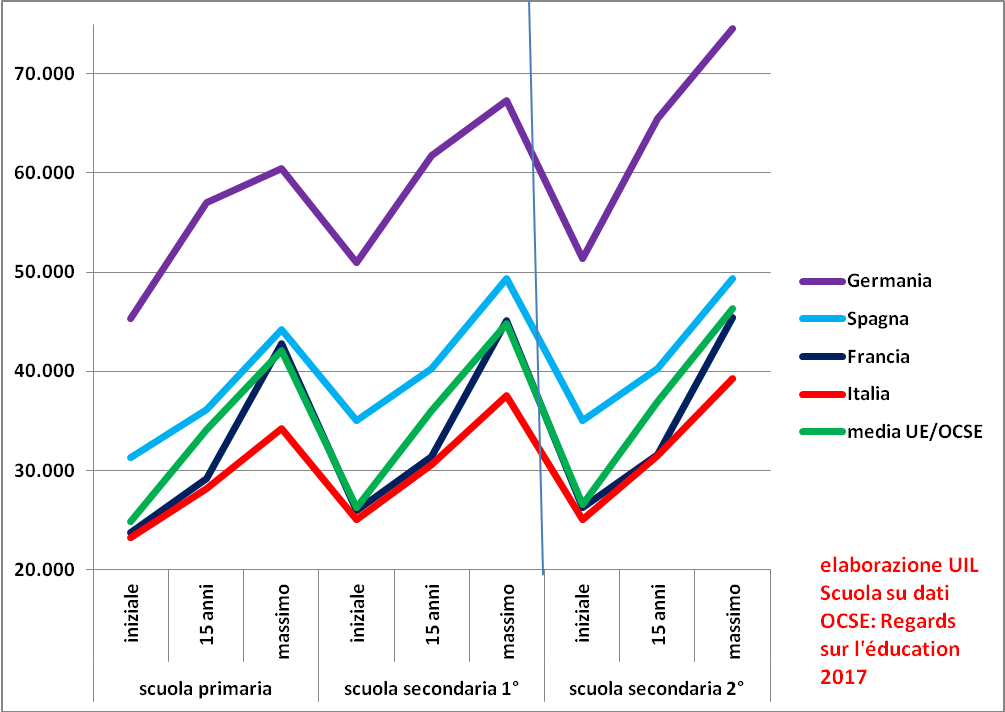 70.000
60.000
50.000
40.000
30.000
20.000
iniziale
15 anni
massimo
iniziale
15 anni
massimo
iniziale
15 anni
massimo
scuola primaria
scuola secondaria 1°
scuola secondaria 2°
Germania
Spagna
Francia
Italia
media UE/OCSE
elaborazione UIL
Scuola su dati
OCSE: Regards
sur l'éducation
2017